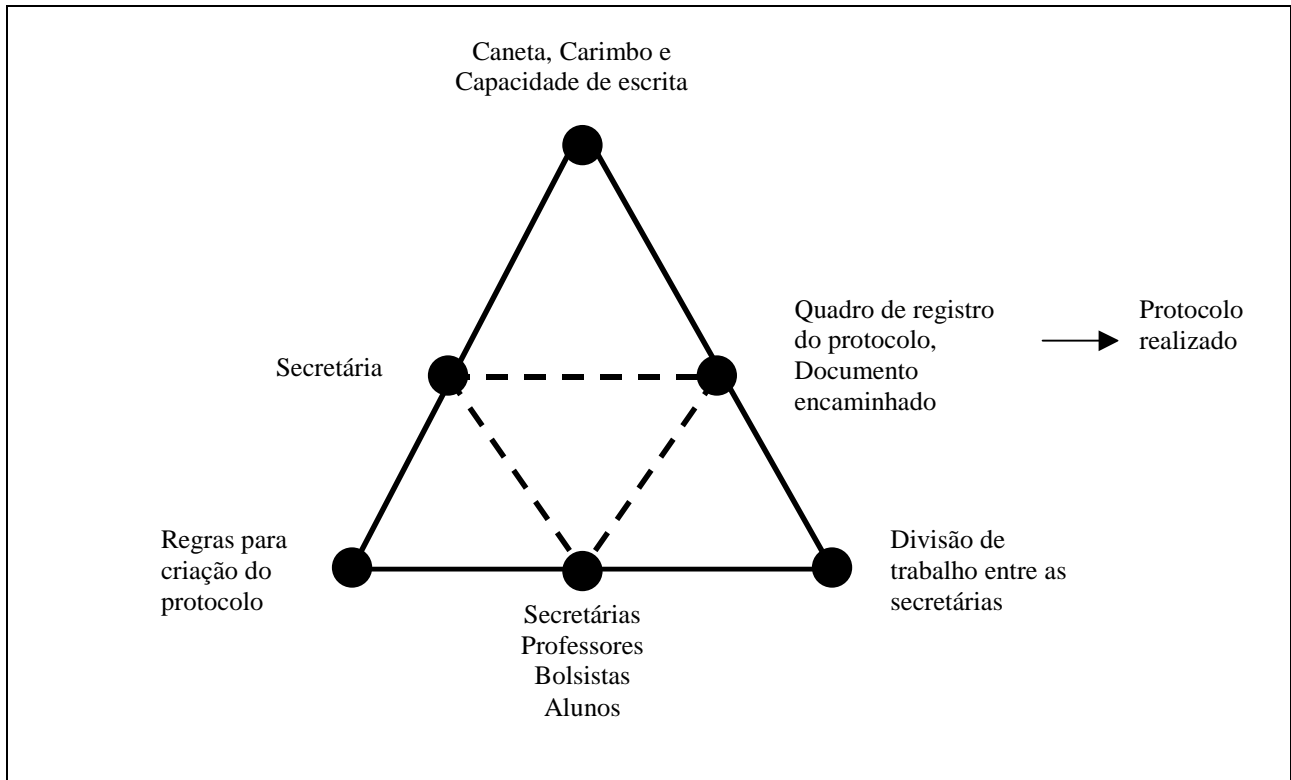 Caneta, Carimbo e
Capacidade de escrita
Secretária
Quadro de registro
do protocolo,
Documento
encaminhado
Protocolo
realizado
Regras para
criação do
protocolo
Secretárias
Professores
Bolsistas
Alunos
Divisão de
trabalho entre as
secretárias